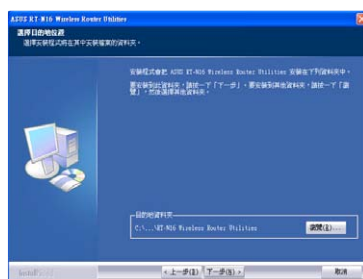 ASUS RT-N16 Wireless Router Utilities
選擇目的地位置
選擇安裝程式將在其中安裝檔案的資料夾。
安裝程式會把 ASUS RT-N16 Wireless Router Utilities 安裝在下列資料夾中。
要安裝到此資料夾，請按一下「下一步」。要安裝到其他資料夾，請按一下「瀏
覽」，然後選擇其他資料夾。
目的地資料夾
C:\...\RT-N16 Wireless Router Utilities
瀏覽(R)...
InstallShield
< 上一步(B) 下一步(N) > 取消